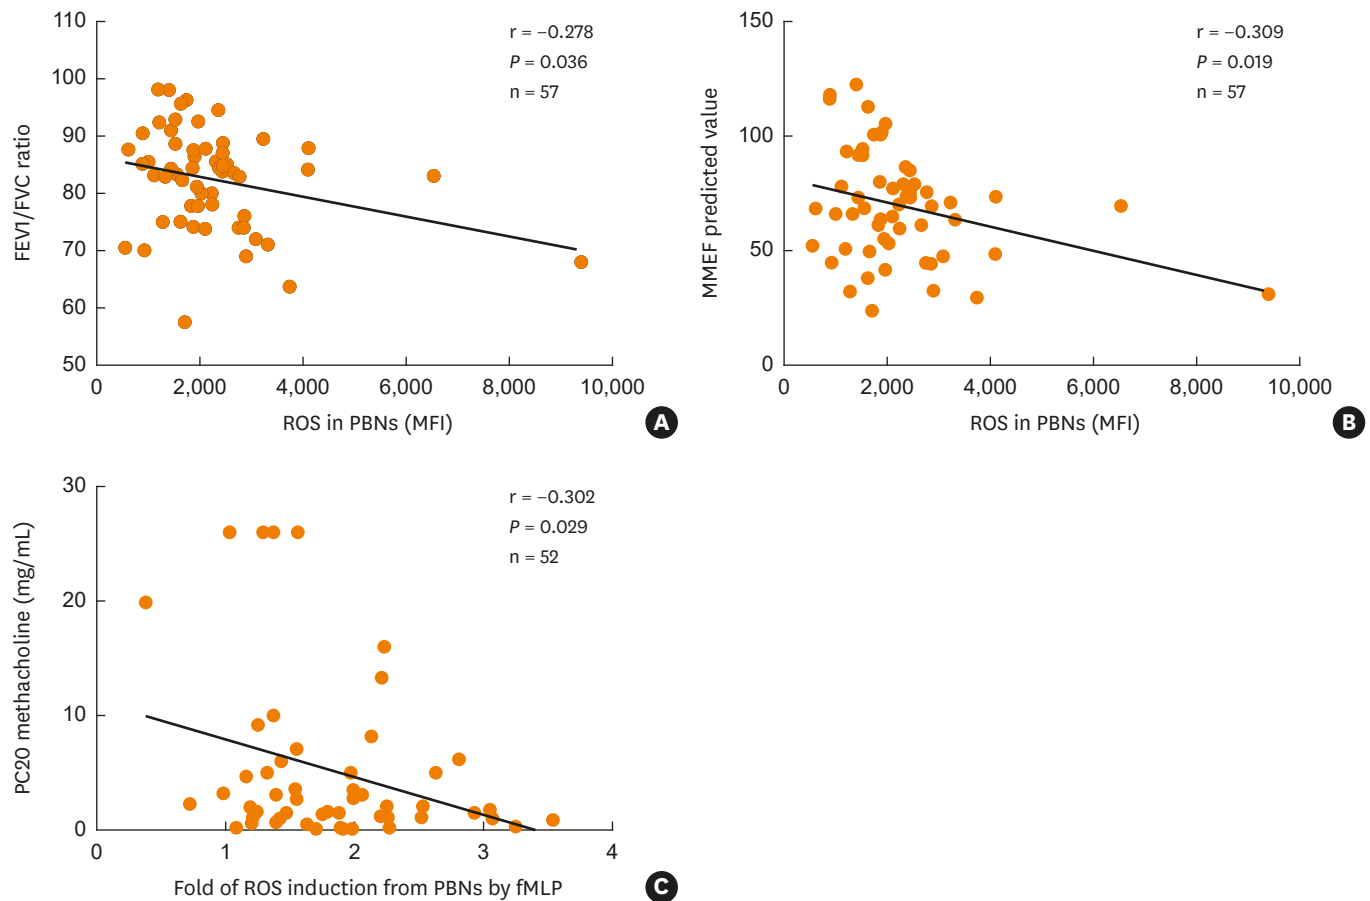 110
100
90
80
70
60
50
FEV1/FVC ratio
r = −0.278
P = 0.036
n = 57
0 2,000 4,000 6,000 8,000 10,000
ROS in PBNs (MFI)
A
150
100
50
0
MMEF predicted value
r = −0.309
P = 0.019
n = 57
0 2,000 4,000 6,000 8,000 10,000
ROS in PBNs (MFI)
B
30
20
10
0
PC20 methacholine (mg/mL)
r = −0.302
P = 0.029
n = 52
0 1 2 3 4
Fold of ROS induction from PBNs by fMLP
C